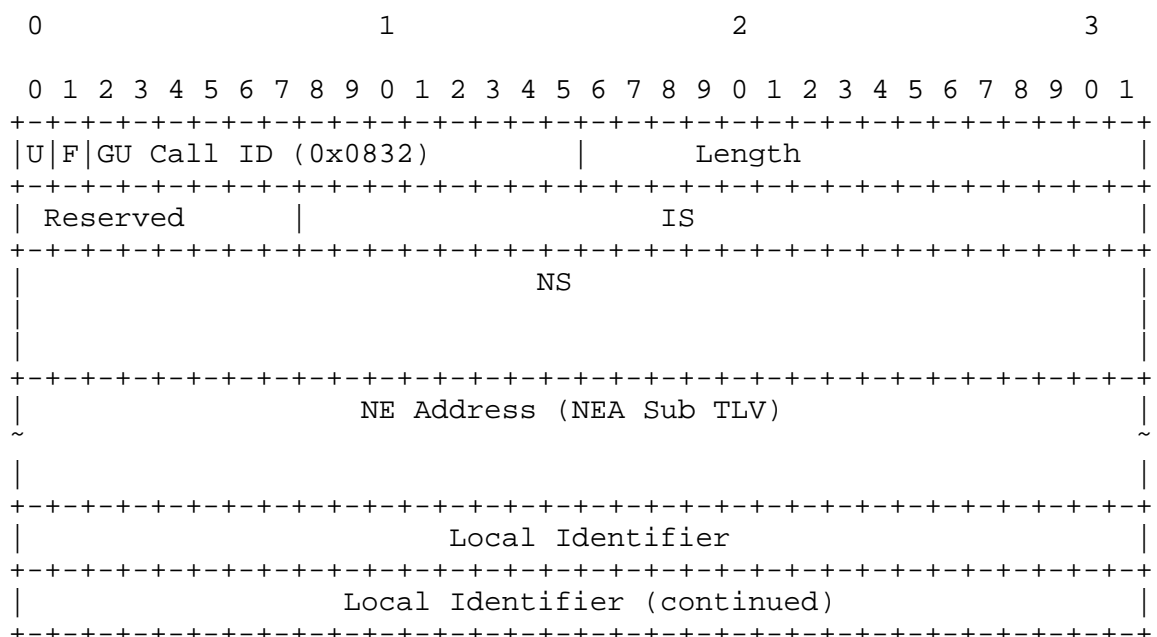 0 1 2 3
0 1 2 3 4 5 6 7 8 9 0 1 2 3 4 5 6 7 8 9 0 1 2 3 4 5 6 7 8 9 0 1
+-+-+-+-+-+-+-+-+-+-+-+-+-+-+-+-+-+-+-+-+-+-+-+-+-+-+-+-+-+-+-+-+
|U|F|GU Call ID (0x0832) | Length |
+-+-+-+-+-+-+-+-+-+-+-+-+-+-+-+-+-+-+-+-+-+-+-+-+-+-+-+-+-+-+-+-+
| Reserved | IS |
+-+-+-+-+-+-+-+-+-+-+-+-+-+-+-+-+-+-+-+-+-+-+-+-+-+-+-+-+-+-+-+-+
| NS |
| |
| |
+-+-+-+-+-+-+-+-+-+-+-+-+-+-+-+-+-+-+-+-+-+-+-+-+-+-+-+-+-+-+-+-+
| NE Address (NEA Sub TLV) |
~ ~
| |
+-+-+-+-+-+-+-+-+-+-+-+-+-+-+-+-+-+-+-+-+-+-+-+-+-+-+-+-+-+-+-+-+
| Local Identifier |
+-+-+-+-+-+-+-+-+-+-+-+-+-+-+-+-+-+-+-+-+-+-+-+-+-+-+-+-+-+-+-+-+
| Local Identifier (continued) |
+-+-+-+-+-+-+-+-+-+-+-+-+-+-+-+-+-+-+-+-+-+-+-+-+-+-+-+-+-+-+-+-+